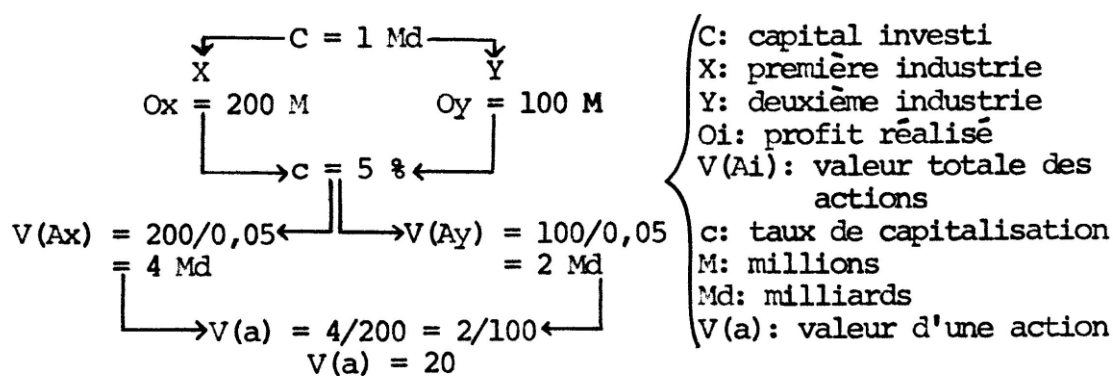 C = 1 Md
X Y
Ox = 200 M Oy = 100 M
c = 5 %
V(Ax) = 200/0,05 V(Ay) = 100/0,05
= 4 Md = 2 Md
V(a) = 4/200 = 2/100
V(a) = 20
C: capital investi
X: première industrie
Y: deuxième industrie
Oi: profit réalisé
V(Ai): valeur totale des
actions
c: taux de capitalisation
M: millions
Md: milliards
V(a): valeur d'une action